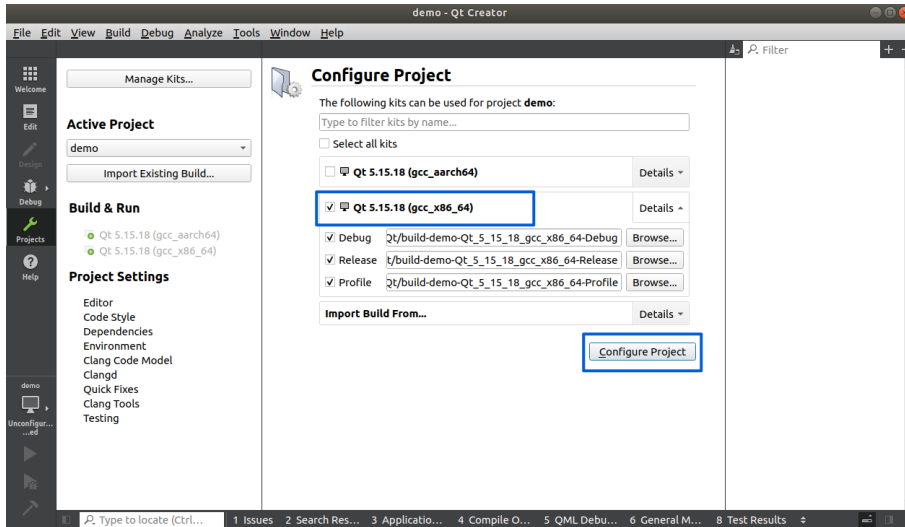 demo - Qt Creator
File Edit View Build Debug Analyze Tools Window Help
Filter
Welcome
Edit
Design
Debug
Projects
Help
demo
Unconfigur...
...ed
Manage Kits...
Active Project
demo
Import Existing Build...
Build & Run
Qt 5.15.18 (gcc_aarch64)
Qt 5.15.18 (gcc_x86_64)
Project Settings
Editor
Code Style
Dependencies
Environment
Clang Code Model
Clangd
Quick Fixes
Clang Tools
Testing
Configure Project
The following kits can be used for project demo:
Type to filter kits by name...
Select all kits
Qt 5.15.18 (gcc_aarch64) Details
Qt 5.15.18 (gcc_x86_64) Details
Debug Qt/build-demo-Qt_5_15_18_gcc_x86_64-Debug Browse...
Release t/build-demo-Qt_5_15_18_gcc_x86_64-Release Browse...
Profile Qt/build-demo-Qt_5_15_18_gcc_x86_64-Profile Browse...
Import Build From... Details
Configure Project
Type to locate (Ctrl... 1 Issues 2 Search Res... 3 Applicatio... 4 Compile O... 5 QML Debu... 6 General M... 8 Test Results